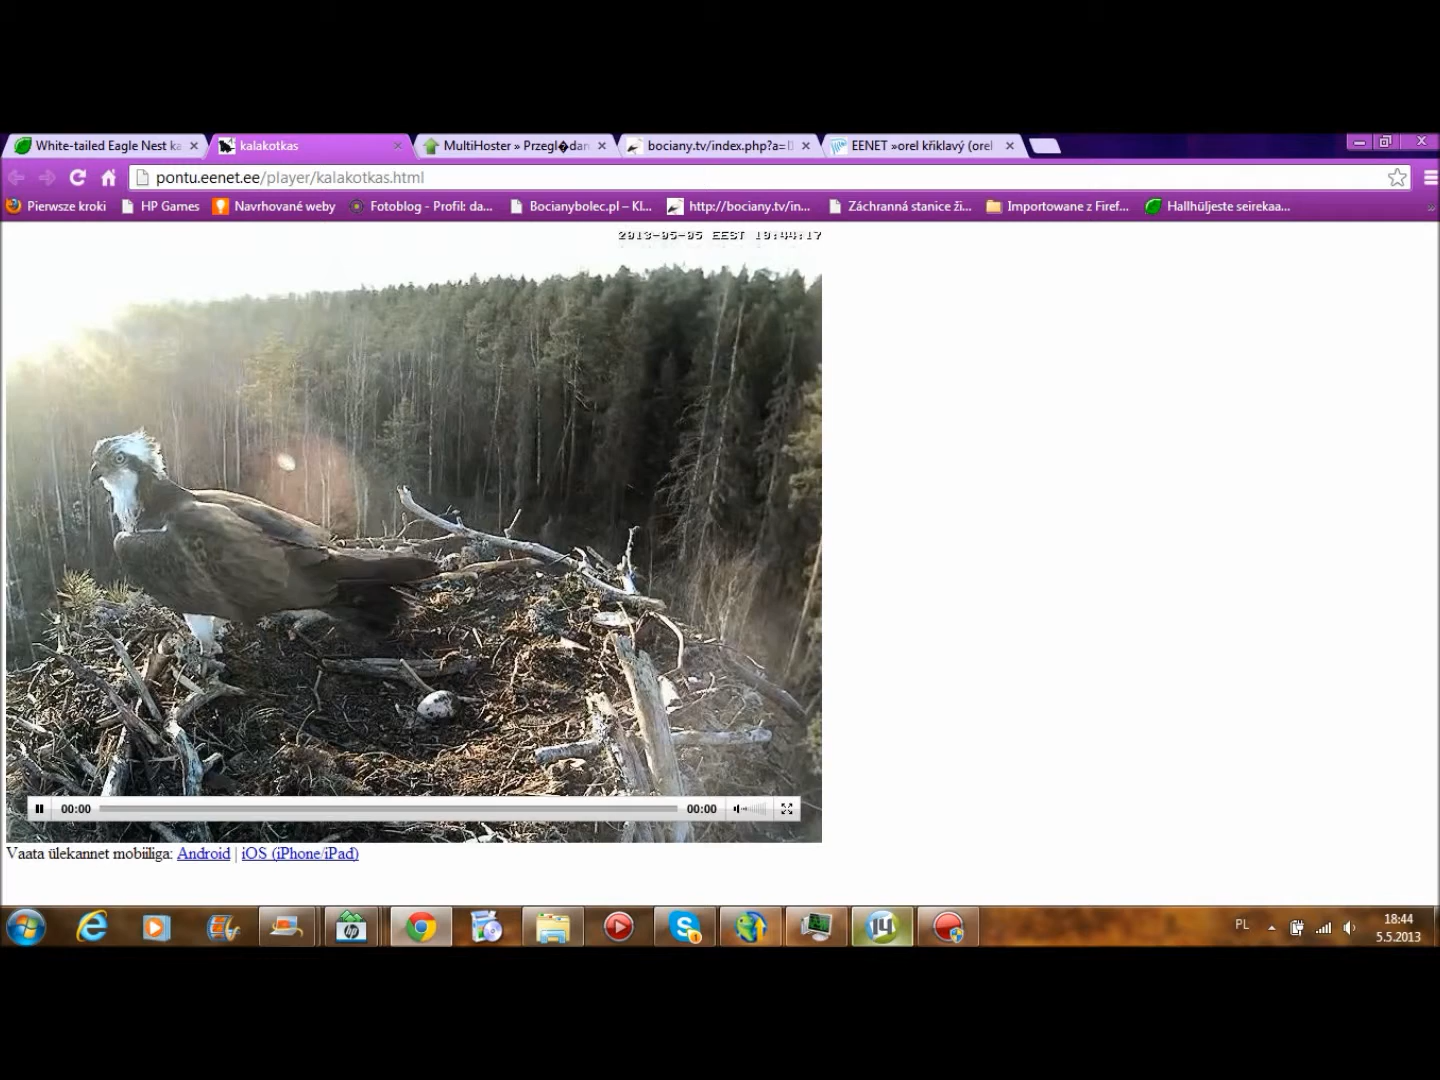 White-tailed Eagle Nest ka
kalakotkas
MultiHoster » Przegl�dan
bociany.tv/index.php?a=
EENET »orel křiklavý (orel
pontu.eenet.ee/player/kalakotkas.html
Pierwsze kroki
HP Games
Navrhované weby
Fotoblog - Profil: da...
Bocianybolec.pl – Kl...
http://bociany.tv/in...
Záchranná stanice ži...
Importowane z Firef...
Hallhüljeste seirekaa...
2013-05-05 EEST 19:44:17
00:00
00:00
Vaata ülekannet mobiiliga: Android | iOS (iPhone/iPad)
hp
1
14
PL
18:44
5.5.2013